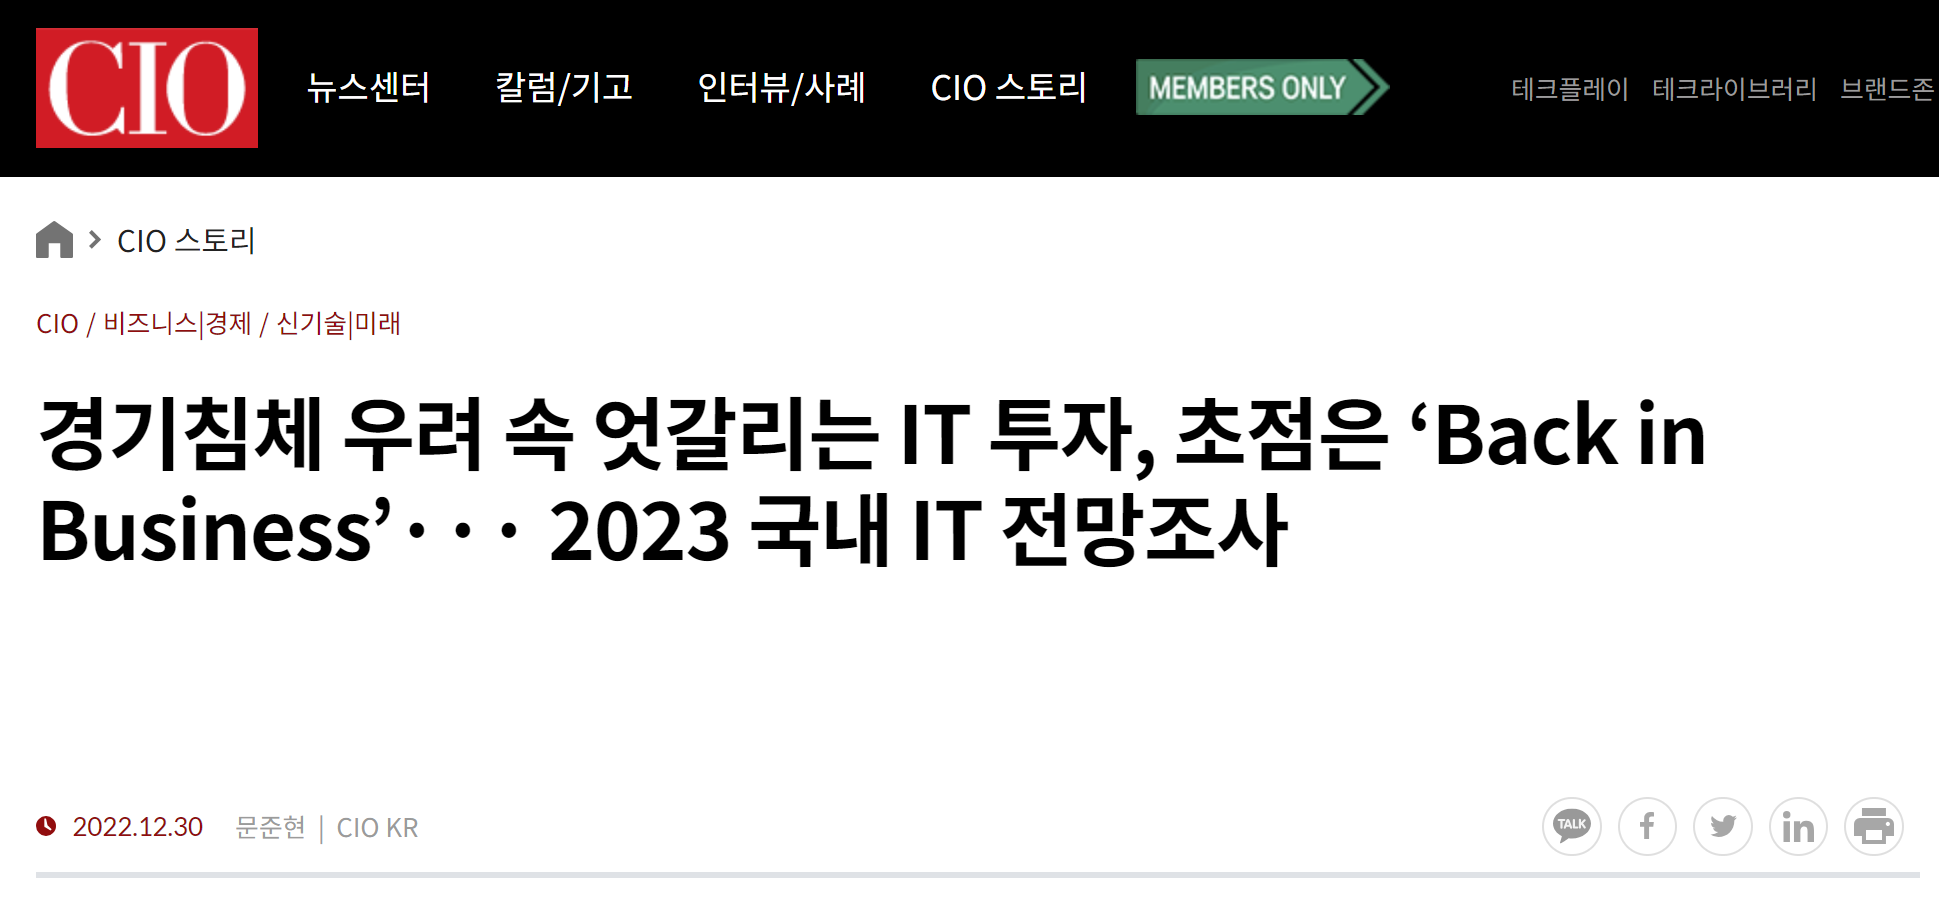 CIO 뉴스센터 칼럼/기고 인터뷰/사례 CIO 스토리 MEMBERS ONLY 테크플레이 테크라이브러리 브랜드존
CIO 스토리
CIO / 비즈니스|경제 / 신기술|미래
경기침체 우려 속 엇갈리는 IT 투자, 초점은 ‘Back in
Business’··· 2023 국내 IT 전망조사
2022.12.30 문준현 | CIO KR TALK f in